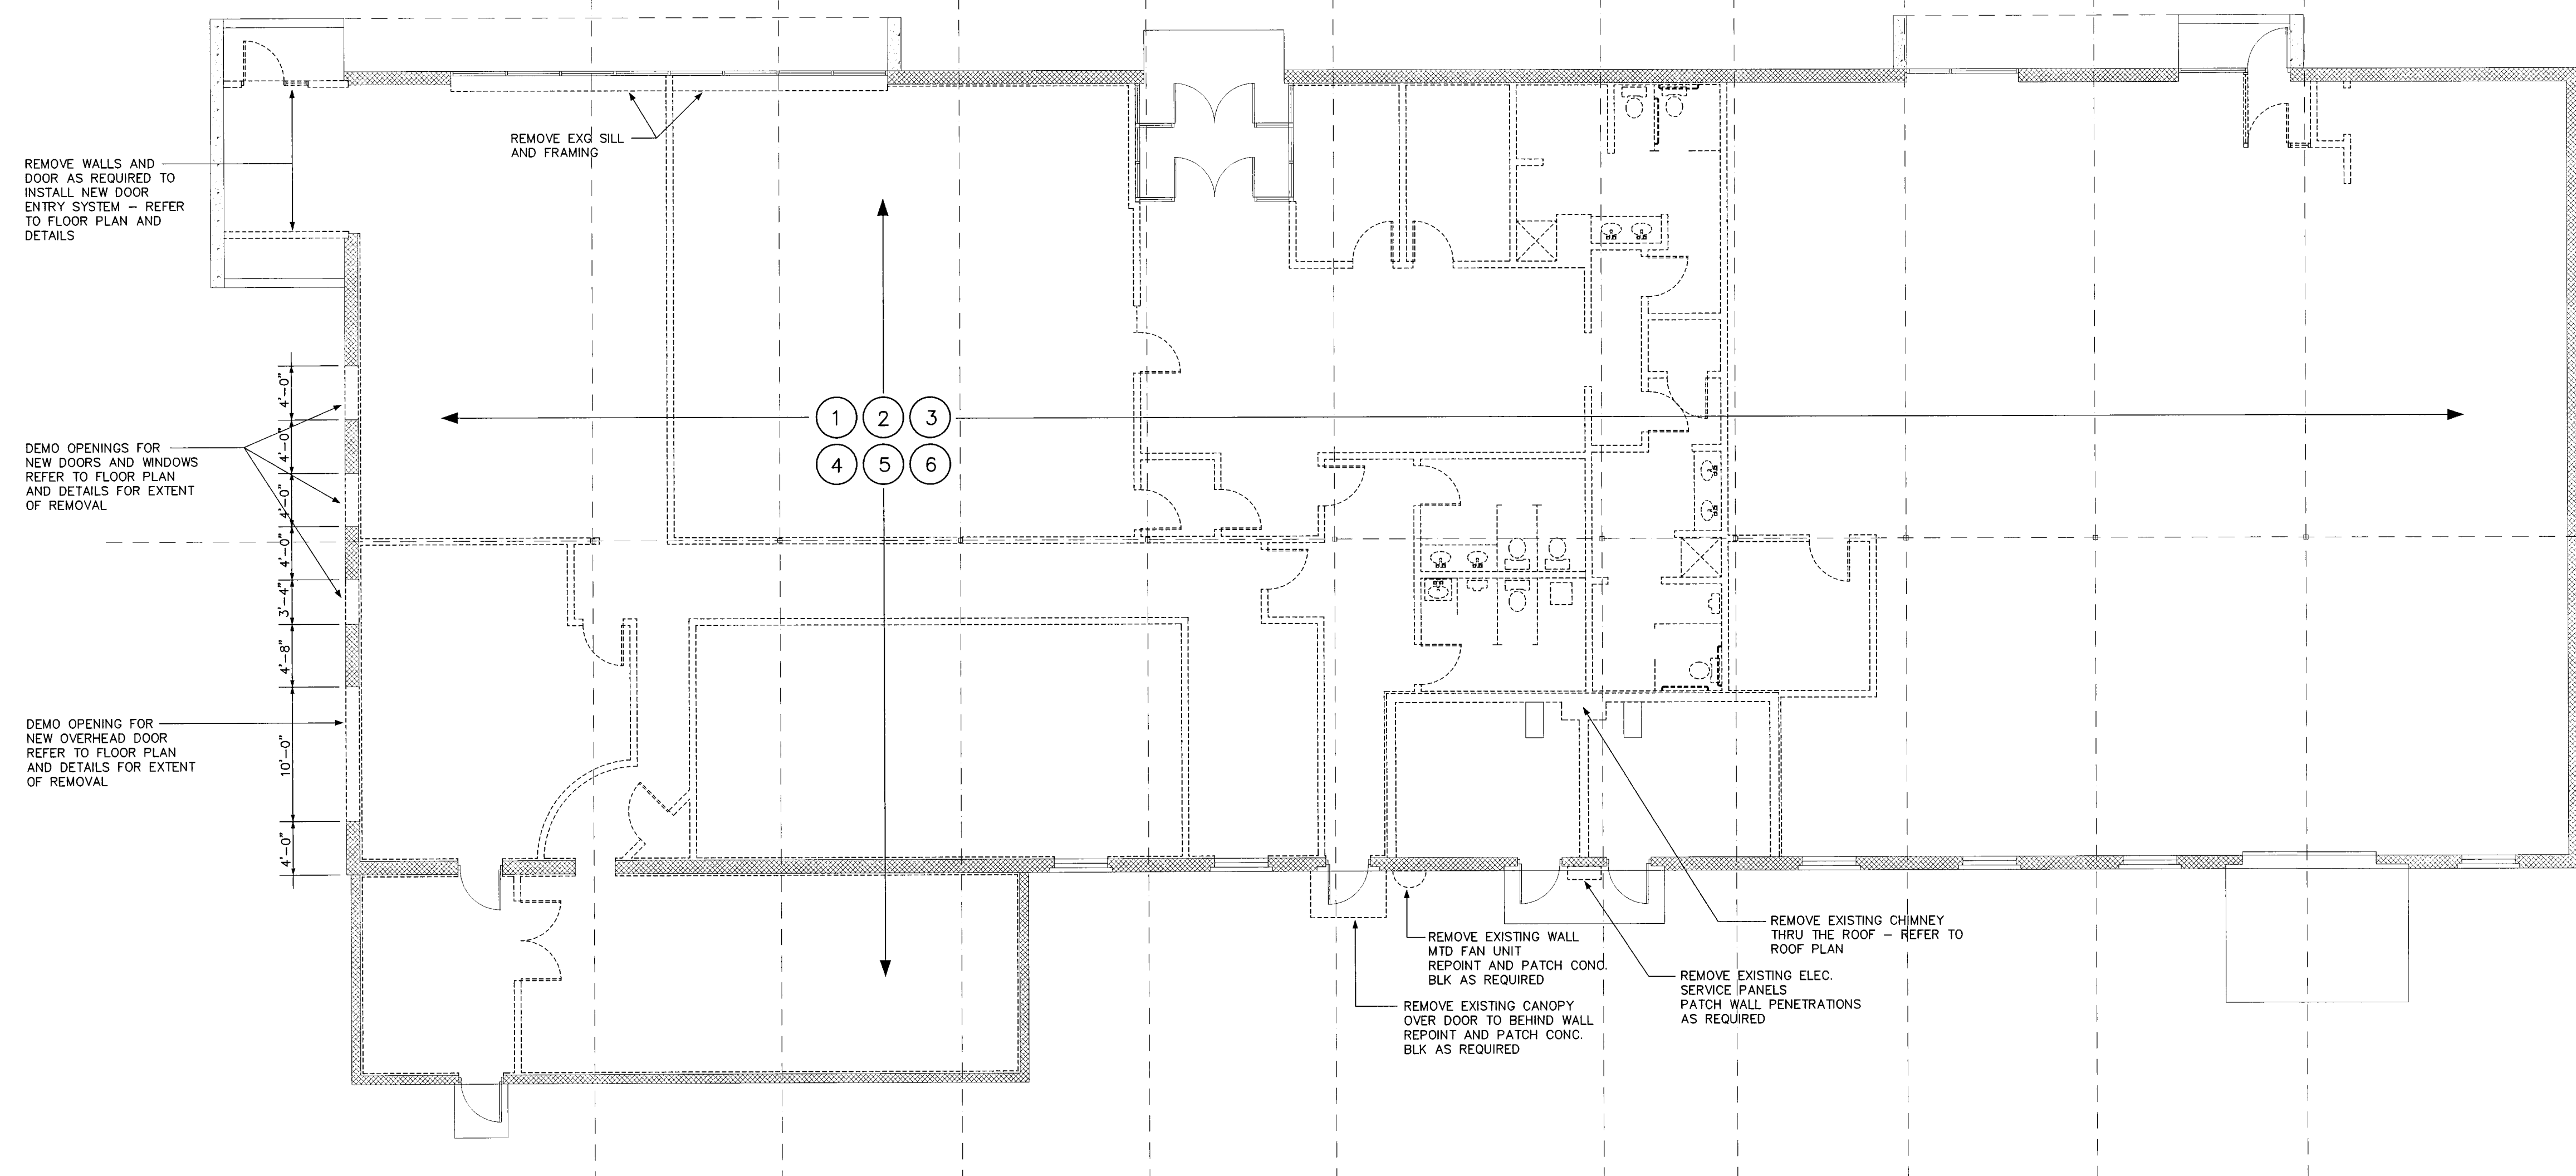 REMOVE WALLS AND
DOOR AS REQUIRED TO
INSTALL NEW DOOR
ENTRY SYSTEM – REFER
TO FLOOR PLAN AND
DETAILS
REMOVE EXG SILL
AND FRAMING
4'-0"
4'-0"
4'-0"
4'-0"
3'-4"
4'-8"
10'-0"
4'-0"
DEMO OPENINGS FOR
NEW DOORS AND WINDOWS
REFER TO FLOOR PLAN
AND DETAILS FOR EXTENT
OF REMOVAL
1 2 3
4 5 6
DEMO OPENING FOR
NEW OVERHEAD DOOR
REFER TO FLOOR PLAN
AND DETAILS FOR EXTENT
OF REMOVAL
REMOVE EXISTING WALL
MTD FAN UNIT
REPOINT AND PATCH CONC.
BLK AS REQUIRED
REMOVE EXISTING CANOPY
OVER DOOR TO BEHIND WALL
REPOINT AND PATCH CONC.
BLK AS REQUIRED
REMOVE EXISTING CHIMNEY
THRU THE ROOF – REFER TO
ROOF PLAN
REMOVE EXISTING ELEC.
SERVICE PANELS
PATCH WALL PENETRATIONS
AS REQUIRED